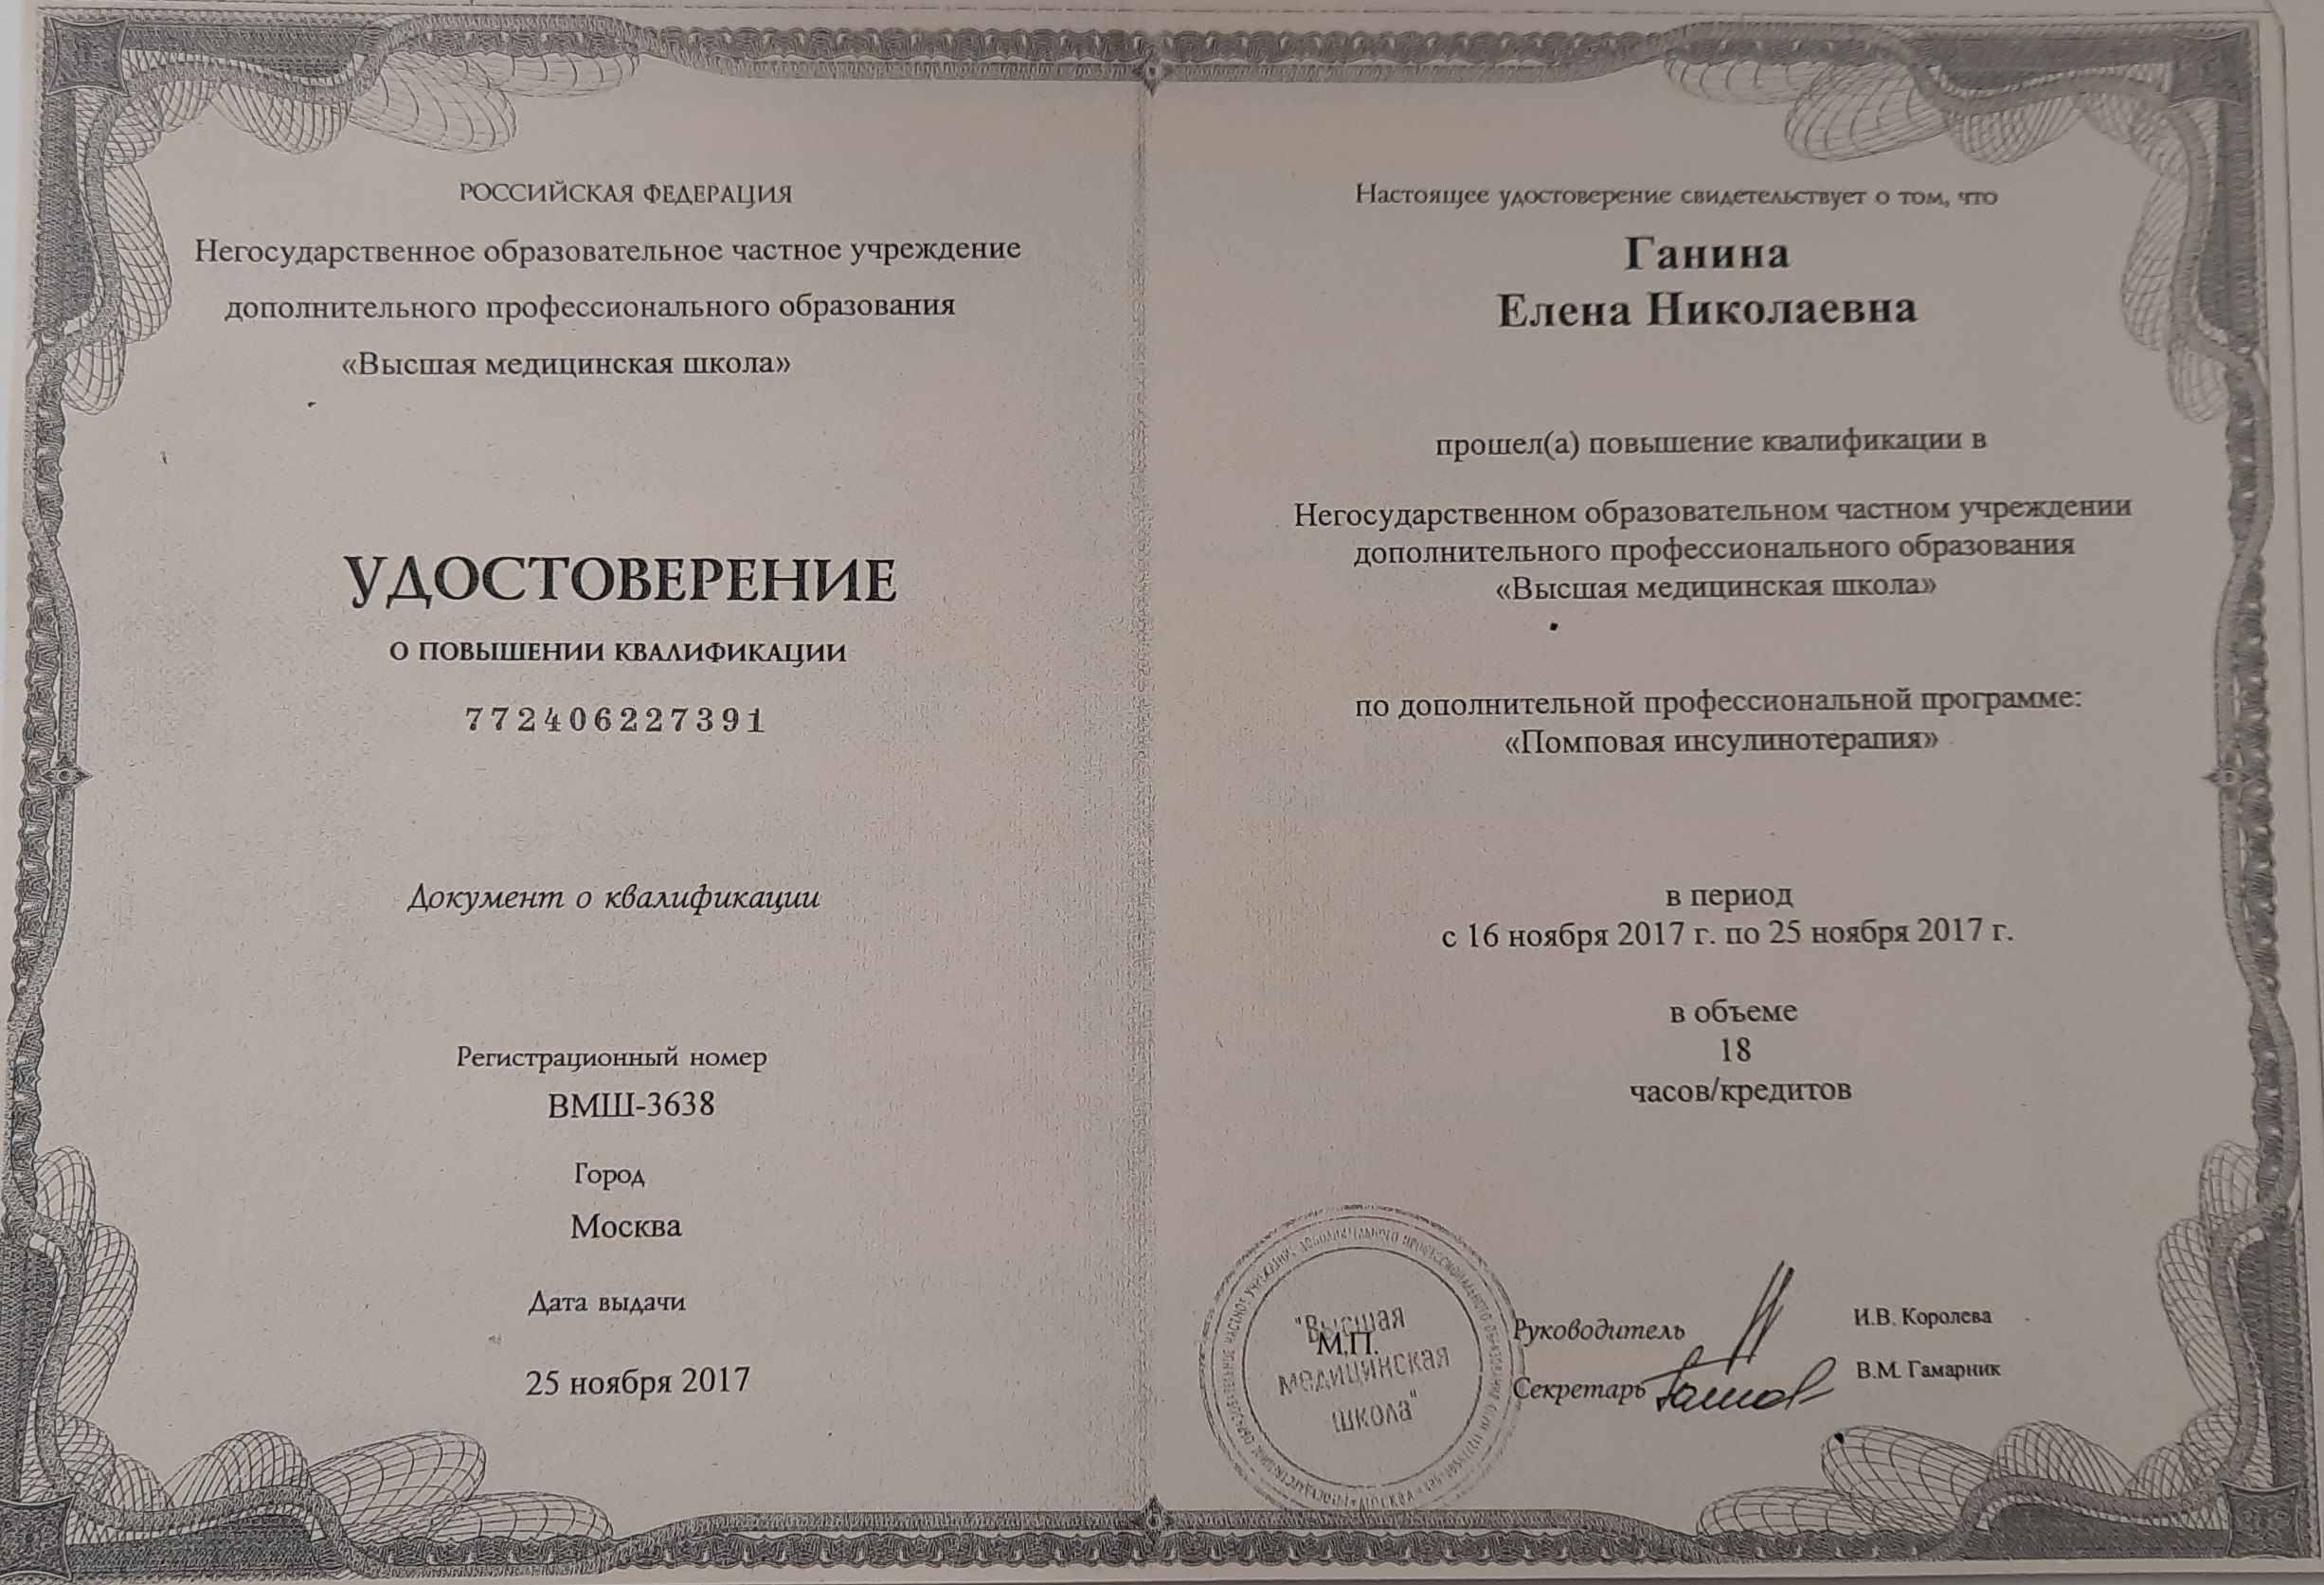 РОССИЙСКАЯ ФЕДЕРАЦИЯ
Негосударственное образовательное частное учреждение
дополнительного профессионального образования
«Высшая медицинская школа»
УДОСТОВЕРЕНИЕ
О ПОВЫШЕНИИ КВАЛИФИКАЦИИ
772406227391
Документ о квалификации
Регистрационный номер
ВМШ-3638
Город
Москва
Дата выдачи
25 ноября 2017
Настоящее удостоверение свидетельствует о том, что
Ганина
Елена Николаевна
прошел(а) повышение квалификации в
Негосударственном образовательном частном учреждении
дополнительного профессионального образования
«Высшая медицинская школа»
по дополнительной профессиональной программе:
«Помповая инсулинотерапия»
в период
с 16 ноября 2017 г. по 25 ноября 2017 г.
в объеме
18
часов/кредитов
"Высшая
М.П.
медицинская
школа"
Руководитель
И.В. Королева
Секретарь
В.М. Гамарник